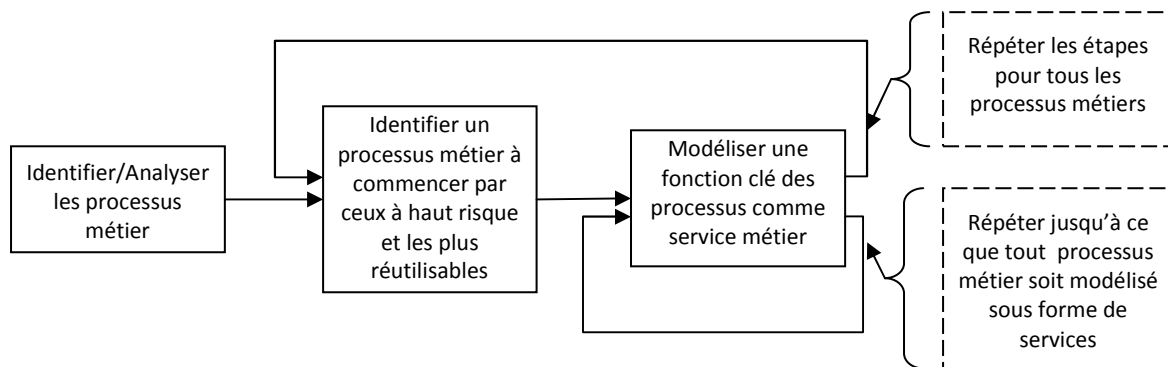 Identifier/Analyser
les processus
métier
Identifier un
processus métier à
commencer par
ceux à haut risque
et les plus
réutilisables
Modéliser une
fonction clé des
processus comme
service métier
Répéter les étapes
pour tous les
processus métiers
Répéter jusqu’à ce
que tout processus
métier soit modélisé
sous forme de
services